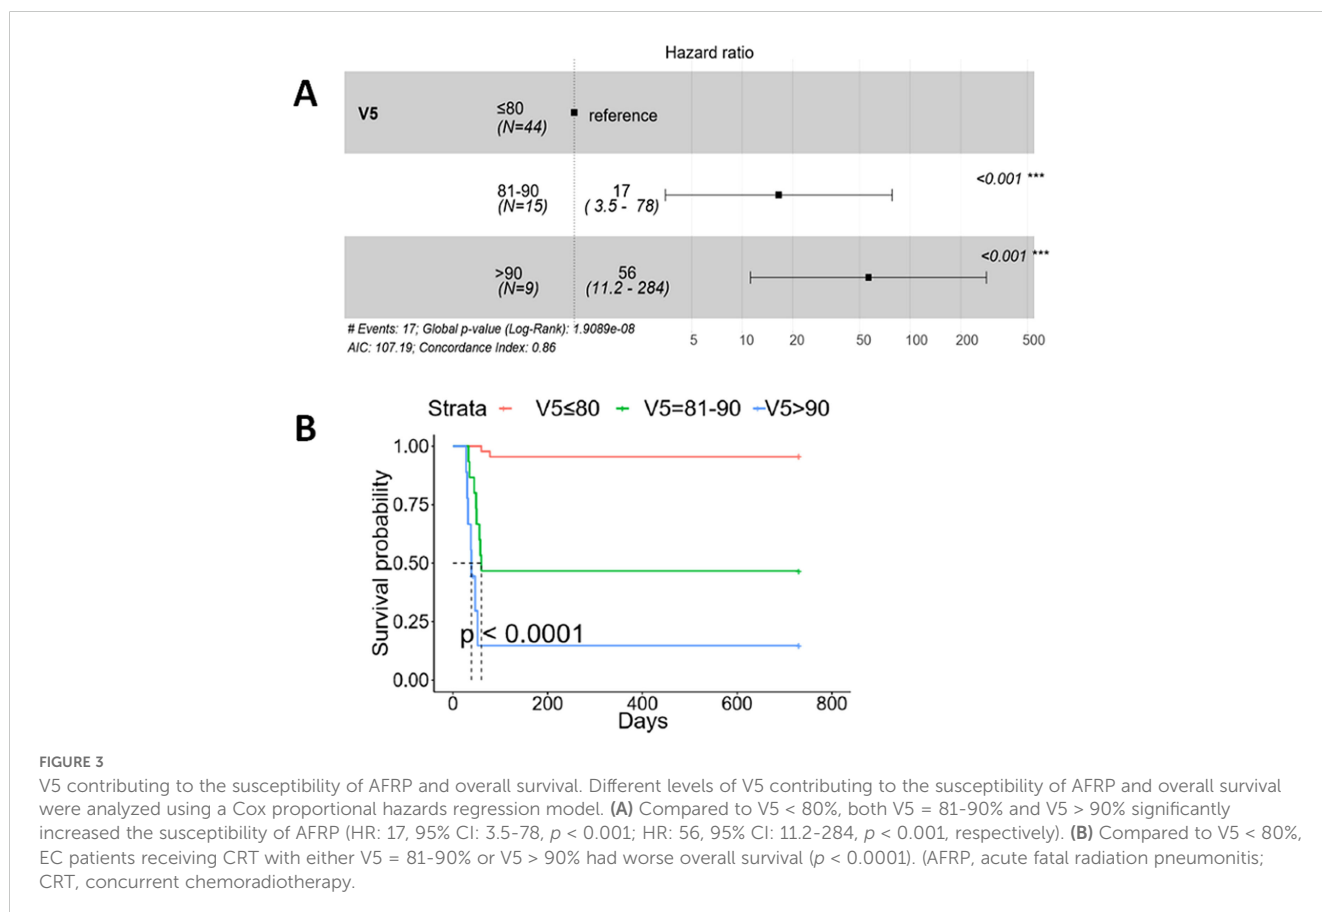 Hazard ratio
A
V5
≤80
(N=44)
reference
81-90
(N=15)
17
( 3.5 - 78)
<0.001 ***
>90
(N=9)
56
(11.2 - 284)
<0.001 ***
# Events: 17; Global p-value (Log-Rank): 1.9089e-08
AIC: 107.19; Concordance Index: 0.86
5 10 20 50 100 200 500
B
Strata V5≤80 V5=81-90 V5>90
Survival probability
1.00
0.75
0.50
0.25
0.00
p < 0.0001
0 200 400 600 800
Days
FIGURE 3
V5 contributing to the susceptibility of AFRP and overall survival. Different levels of V5 contributing to the susceptibility of AFRP and overall survival
were analyzed using a Cox proportional hazards regression model. (A) Compared to V5 < 80%, both V5 = 81-90% and V5 > 90% significantly
increased the susceptibility of AFRP (HR: 17, 95% CI: 3.5-78, p < 0.001; HR: 56, 95% CI: 11.2-284, p < 0.001, respectively). (B) Compared to V5 < 80%,
EC patients receiving CRT with either V5 = 81-90% or V5 > 90% had worse overall survival (p < 0.0001). (AFRP, acute fatal radiation pneumonitis;
CRT, concurrent chemoradiotherapy.